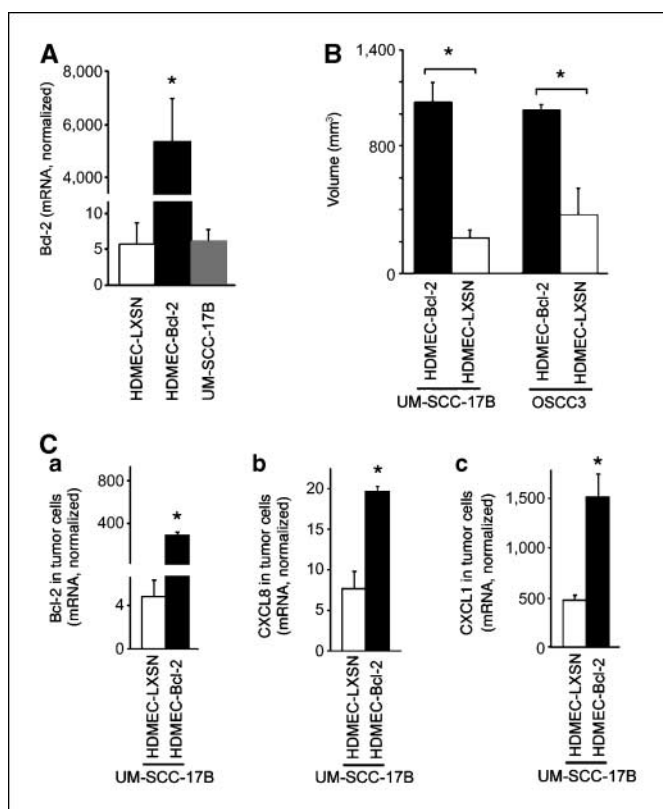 A
Bcl-2 (mRNA, normalized)
8,000
6,000
4,000
10
5
0
*
HDMEC-LXSN
HDMEC-Bcl-2
UM-SCC-17B
B
Volume (mm³)
1,400
1,000
600
200
0
*
*
HDMEC-Bcl-2
HDMEC-LXSN
HDMEC-Bcl-2
HDMEC-LXSN
UM-SCC-17B
OSCC3
C
a
Bcl-2 in tumor cells
(mRNA, normalized)
800
400
4
0
*
HDMEC-LXSN
HDMEC-Bcl-2
UM-SCC-17B
b
CXCL8 in tumor cells
(mRNA, normalized)
20
15
10
5
0
*
HDMEC-LXSN
HDMEC-Bcl-2
UM-SCC-17B
c
CXCL1 in tumor cells
(mRNA, normalized)
1,500
1,000
500
0
*
HDMEC-LXSN
HDMEC-Bcl-2
UM-SCC-17B